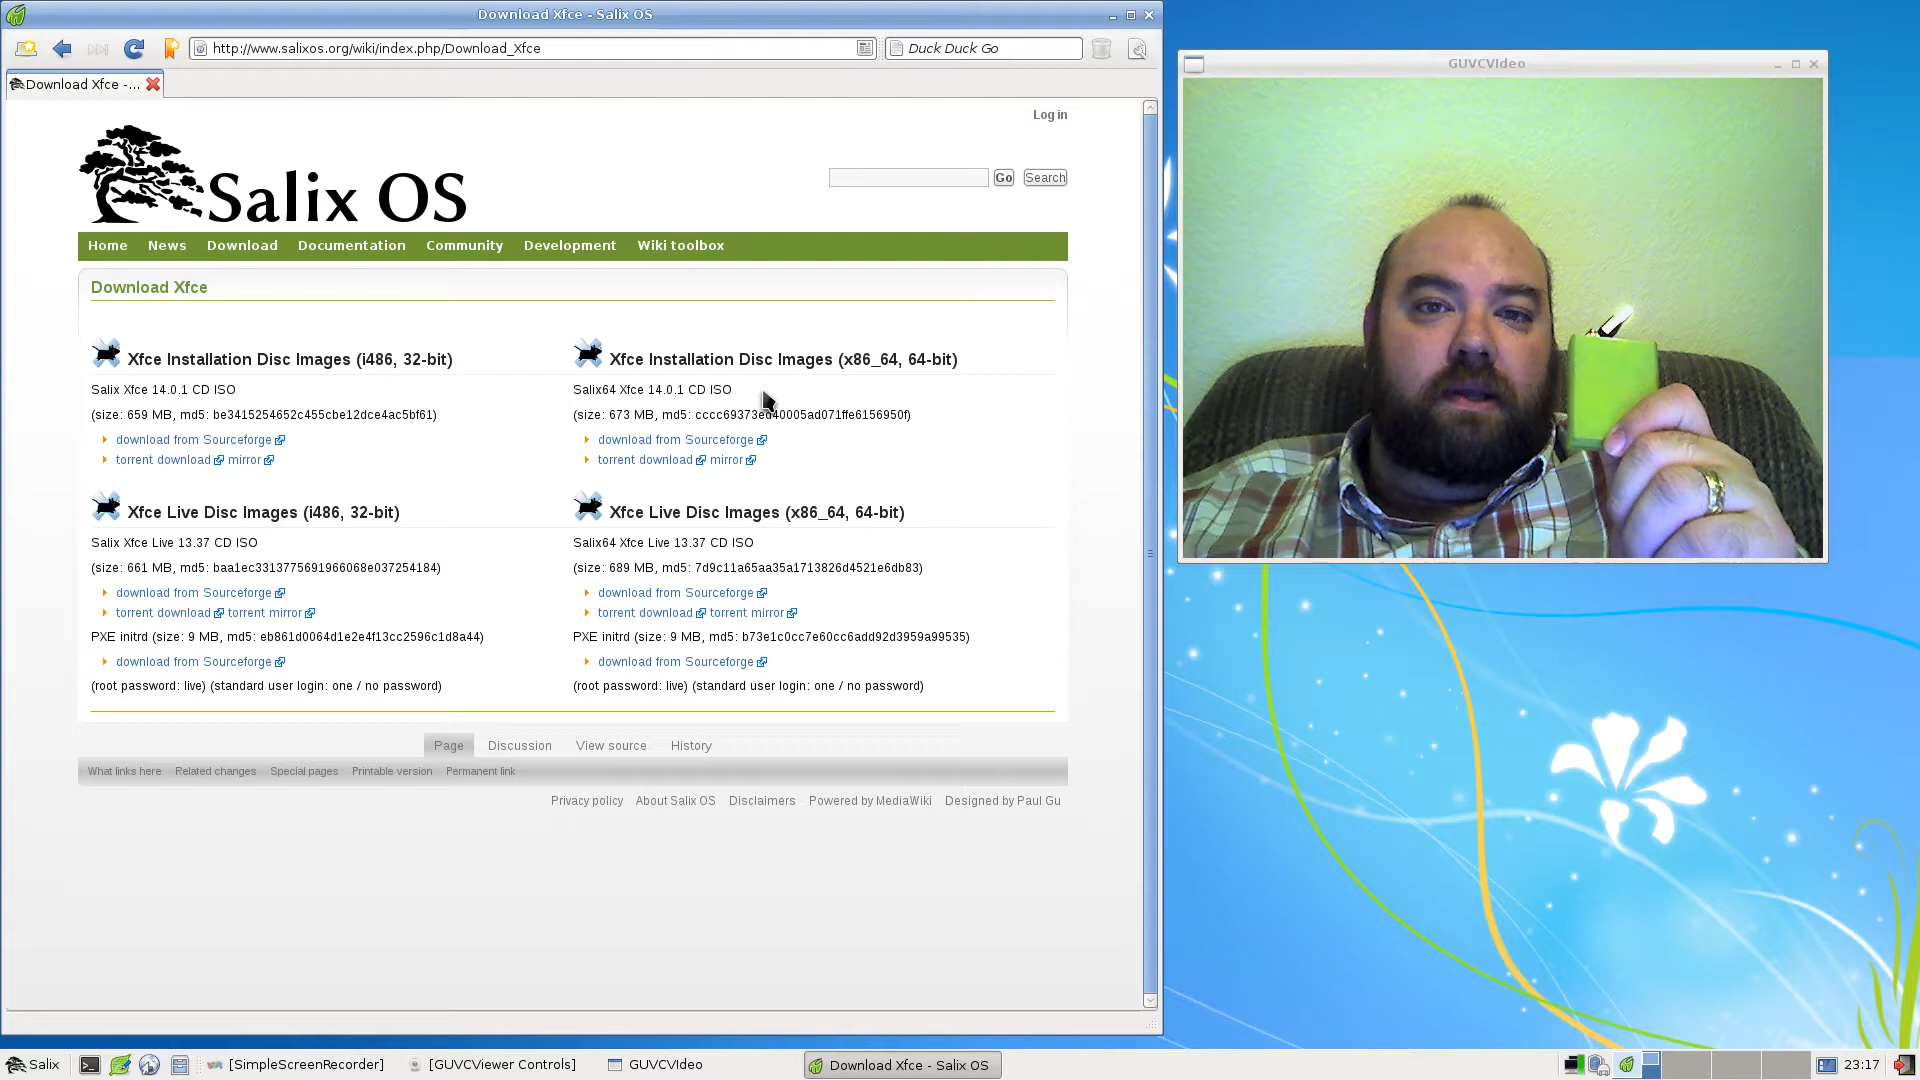 Download Xfce - Salix OS
http://www.salixos.org/wiki/index.php/Download_Xfce
Duck Duck Go
Download Xfce -...
Log in
Salix OS
Go
Search
Home News Download Documentation Community Development Wiki toolbox
Download Xfce
Xfce Installation Disc Images (i486, 32-bit)
Salix Xfce 14.0.1 CD ISO
(size: 659 MB, md5: be3415254652c455cbe12dce4ac5bf61)
download from Sourceforge
torrent download mirror
Xfce Installation Disc Images (x86_64, 64-bit)
Salix64 Xfce 14.0.1 CD ISO
(size: 673 MB, md5: cccc69373ed40005ad071ffe6156950f)
download from Sourceforge
torrent download mirror
Xfce Live Disc Images (i486, 32-bit)
Salix Xfce Live 13.37 CD ISO
(size: 661 MB, md5: baa1ec3313775691966068e037254184)
download from Sourceforge
torrent download torrent mirror
PXE initrd (size: 9 MB, md5: eb861d0064d1e2e4f13cc2596c1d8a44)
download from Sourceforge
(root password: live) (standard user login: one / no password)
Xfce Live Disc Images (x86_64, 64-bit)
Salix64 Xfce Live 13.37 CD ISO
(size: 689 MB, md5: 7d9c11a65aa35a1713826d4521e6db83)
download from Sourceforge
torrent download torrent mirror
PXE initrd (size: 9 MB, md5: b73e1c0cc7e60cc6add92d3959a99535)
download from Sourceforge
(root password: live) (standard user login: one / no password)
Page Discussion View source History
What links here Related changes Special pages Printable version Permanent link
Privacy policy About Salix OS Disclaimers Powered by MediaWiki Designed by Paul Gu
GUVCVIdeo
Salix
[SimpleScreenRecorder]
[GUVCViewer Controls]
GUVCVIdeo
Download Xfce - Salix OS
23:17